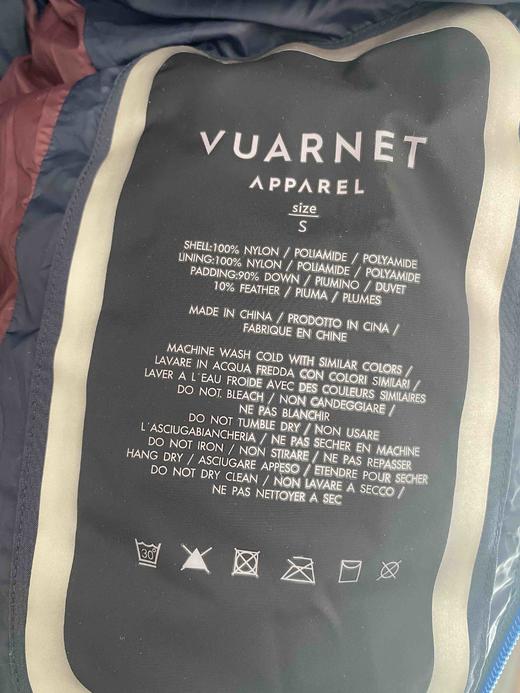 VUARNET
APPAREL
size
S
SHELL:100% NYLON / POLIAMIDE / POLYAMIDE
LINING:100% NYLON / POLIAMIDE / POLYAMIDE
PADDING:90% DOWN / PIUMINO / DUVET
10% FEATHER / PIUMA / PLUMES
MADE IN CHINA / PRODOTTO IN CINA /
FABRIQUE EN CHINE
MACHINE WASH COLD WITH SIMILAR COLORS /
LAVARE IN ACQUA FREDDA CON COLORI SIMILARI /
LAVER A L'EAU FROIDE AVEC DES COULEURS SIMILAIRES
DO NOT BLEACH / NON CANDEGGIARE /
NE PAS BLANCHIR
DO NOT TUMBLE DRY / NON USARE
L'ASCIUGABIANCHERIA / NE PAS SECHER EN MACHINE
DO NOT IRON / NON STIRARE / NE PAS REPASSER
HANG DRY / ASCIUGARE APPESO / ETENDRE POUR SECHER
DO NOT DRY CLEAN / NON LAVARE A SECCO /
NE PAS NETTOYER A SEC
30°